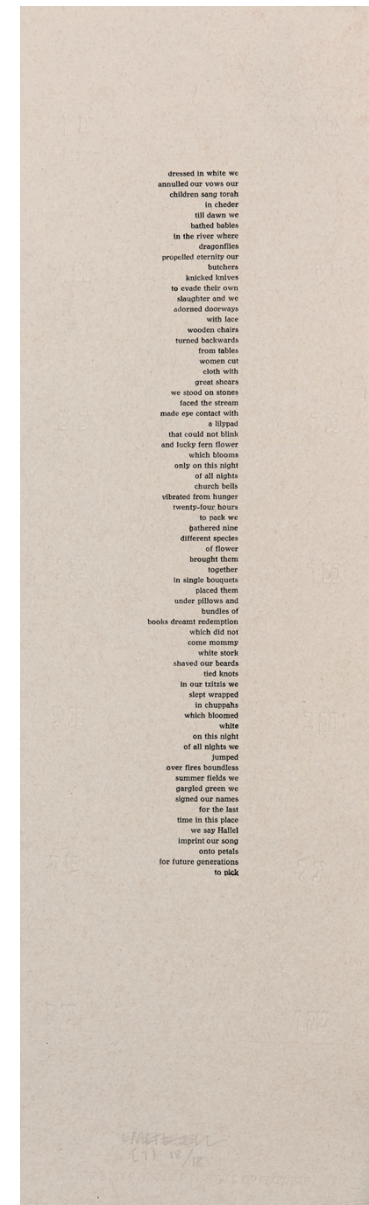 dressed in white we
annulled our vows our
children sang torah
in cheder
till dawn we
bathed babies
in the river where
dragonflies
propelled eternity our
butchers
knicked knives
to evade their own
slaughter and we
adorned doorways
with lace
wooden chairs
turned backwards
from tables
women cut
cloth with
great shears
we stood on stones
faced the stream
made eye contact with
a lilypad
that could not blink
and lucky fern flower
which blooms
only on this night
of all nights
church bells
vibrated from hunger
twenty-four hours
to pack we
gathered nine
different species
of flower
brought them
together
in single bouquets
placed them
under pillows and
bundles of
books dreamt redemption
which did not
come mommy
white stork
shaved our beards
tied knots
in our tzitzis we
slept wrapped
in chuppahs
which bloomed
white
on this night
of all nights we
jumped
over fires boundless
summer fields we
gargled green we
signed our names
for the last
time in this place
we say Hallel
imprint our song
onto petals
for future generations
to pick
(7) 18/18